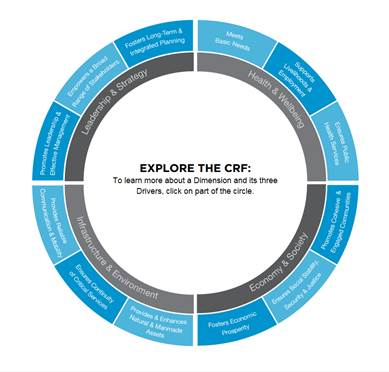 EXPLORE THE CRF:
To learn more about a Dimension and its three
Drivers, click on part of the circle.
Leadership & Strategy
Health & Wellbeing
Economy & Society
Infrastructure & Environment
Meets
Basic Needs
Supports
Livelihoods &
Employment
Ensures Public
Health Services
Promotes Cohesive &
Engaged Communities
Ensures Social Stability,
Security & Justice
Fosters Economic
Prosperity
Provides & Enhances
Natural & Manmade
Assets
Ensures Continuity
of Critical Services
Provides Reliable
Communication & Mobility
Promotes Leadership &
Effective Management
Empowers a Broad
Range of Stakeholders
Fosters Long-Term &
Integrated Planning